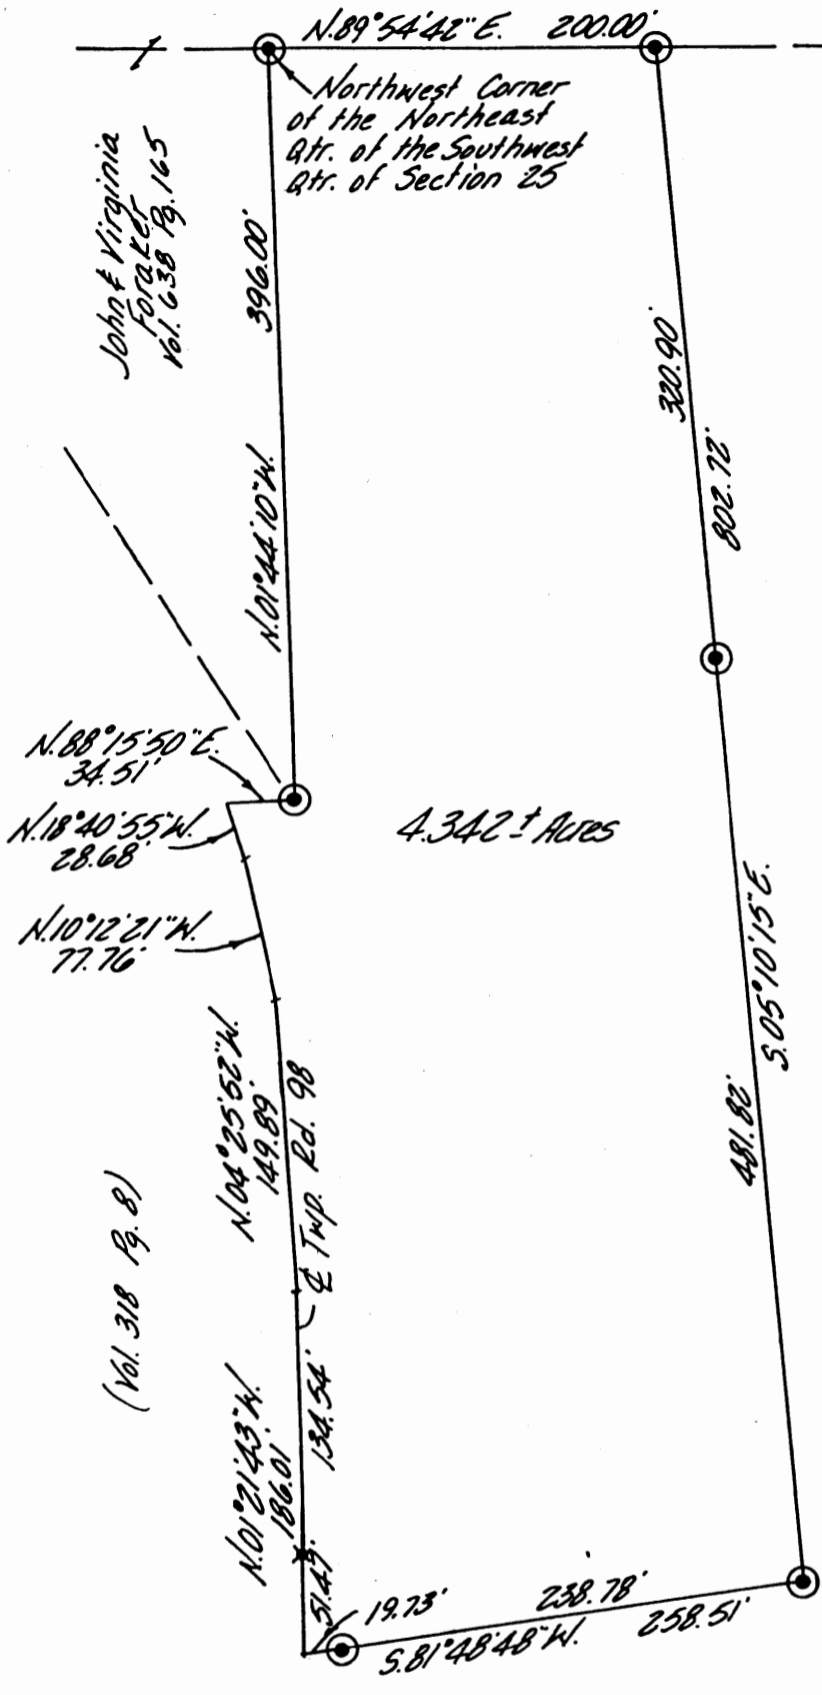 N.89°54'42"E. 200.00'
Northwest Corner
of the Northeast
Qtr. of the Southwest
Qtr. of Section 25
John & Virginia
Foraker
Vol. 638 Pg. 165
396.00'
N.01°44'10"W.
320.90'
802.72'
N.88°15'50"E.
34.51'
N.18°40'55"W.
28.68'
N.10°12'21"W.
77.76'
4.342± Acres
S.05°10'15"E.
481.82'
N.04°25'52"W.
149.89'
℄ Twp. Rd. 98
(Vol. 318 Pg. 8)
N.01°21'43"W.
186.01'
134.54'
51.47'
19.73'
238.78'
258.51'
S.81°48'48"W.